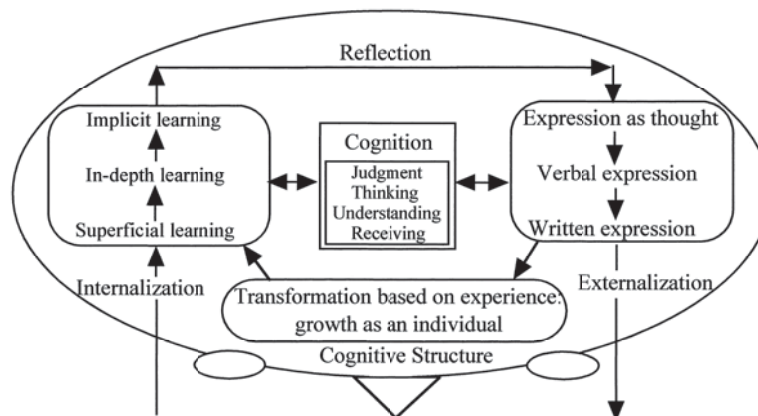 Reflection
Implicit learning
In-depth learning
Superficial learning
Cognition
Judgment
Thinking
Understanding
Receiving
Expression as thought
Verbal expression
Written expression
Internalization
Transformation based on experience:
growth as an individual
Externalization
Cognitive Structure